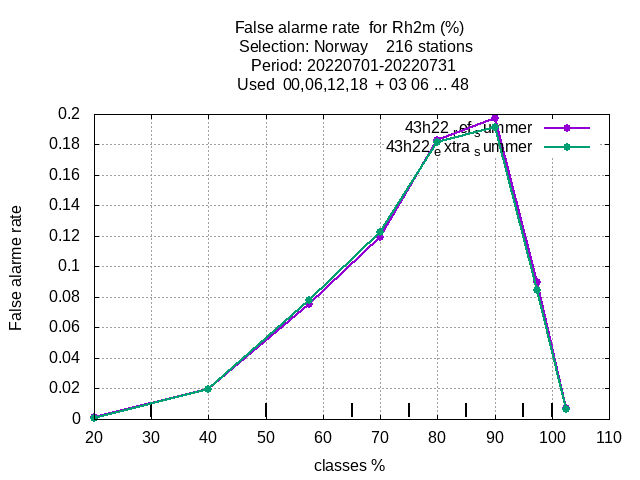 False alarme rate for Rh2m (%)
Selection: Norway 216 stations
Period: 20220701-20220731
Used 00,06,12,18 + 03 06 ... 48
0.2
0.18
0.16
0.14
0.12
0.1
0.08
0.06
0.04
0.02
0
False alarme rate
43h22_ref_summer
43h22_extra_summer
20 30 40 50 60 70 80 90 100 110
classes %